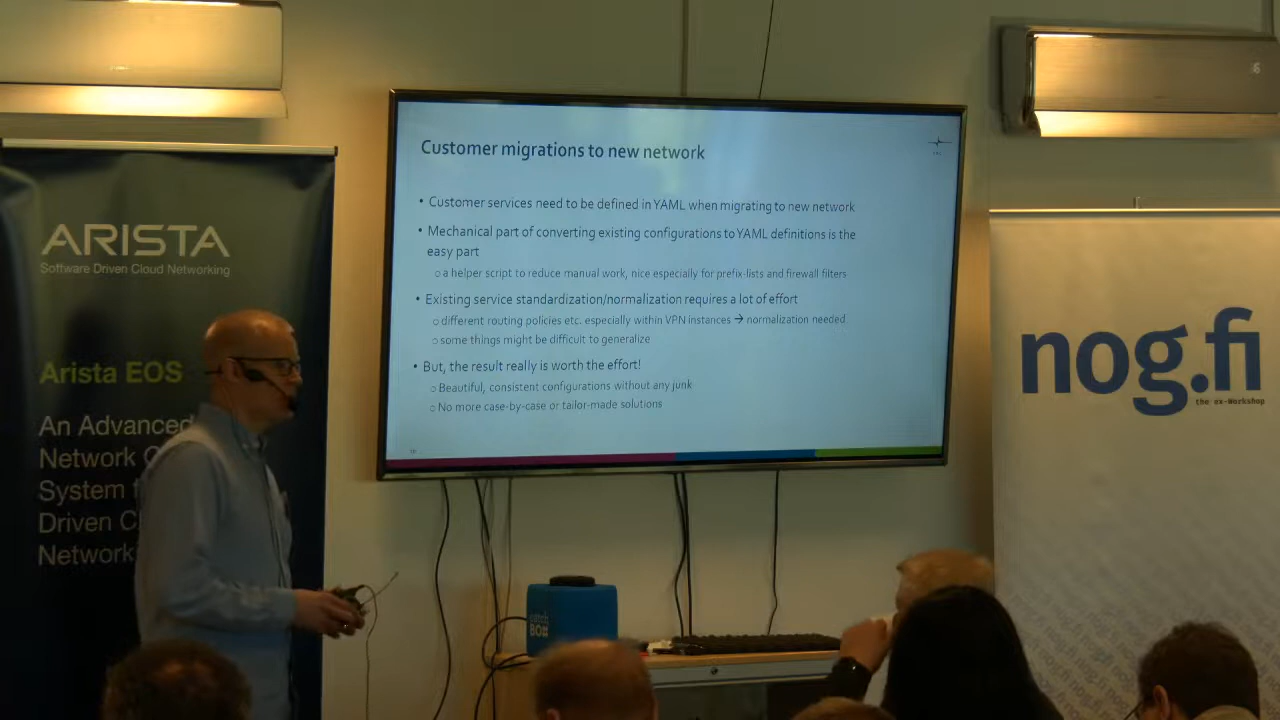 ARISTA
Software Driven Cloud Networking
Arista EOS
An Advanced
Network
System
Driven
Network
Customer migrations to new network
• Customer services need to be defined in YAML when migrating to new network
• Mechanical part of converting existing configurations to YAML definitions is the
easy part
o a helper script to reduce manual work, nice especially for prefix-lists and firewall filters
• Existing service standardization/normalization requires a lot of effort
o different routing policies etc. especially within VPN instances → normalization needed
o some things might be difficult to generalize
• But, the result really is worth the effort!
o Beautiful, consistent configurations without any junk
o No more case-by-case or tailor-made solutions
catch
BOX
nog.fi